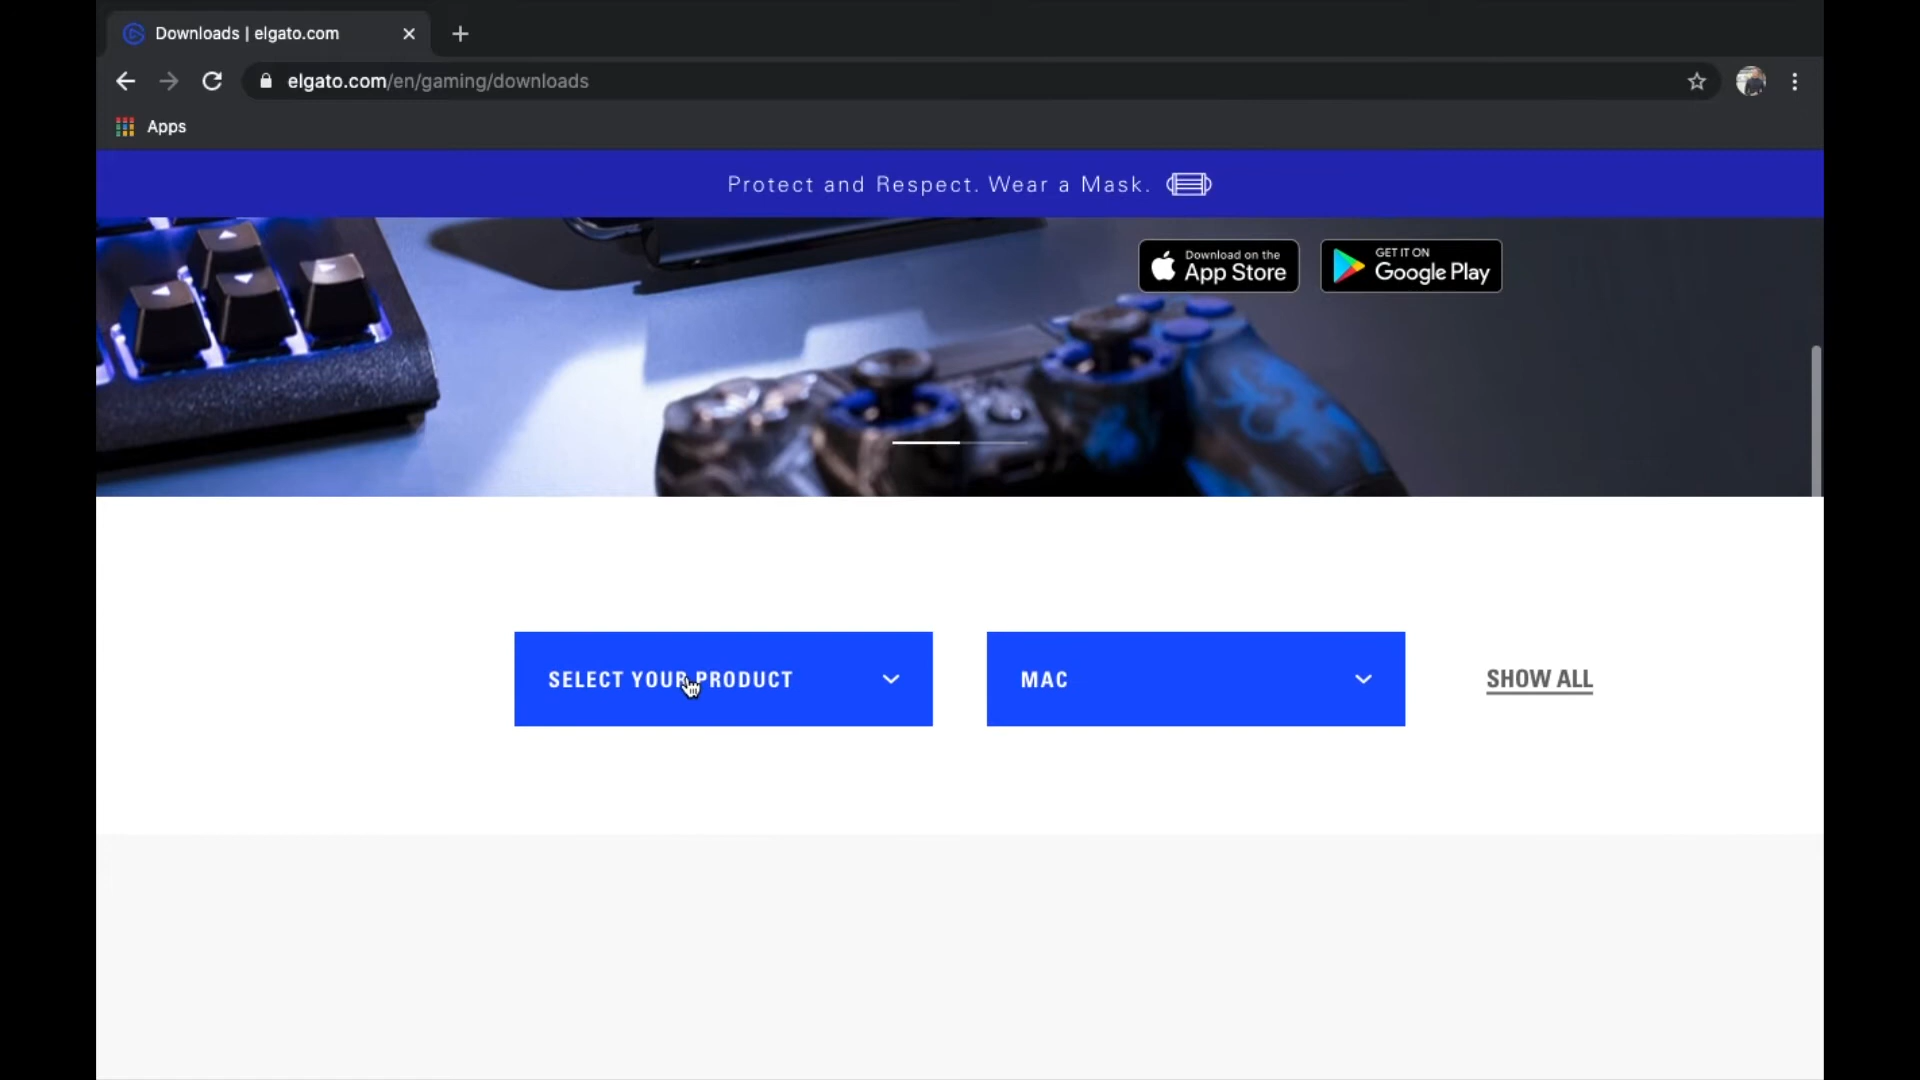 Downloads | elgato.com
elgato.com/en/gaming/downloads
Apps
Protect and Respect. Wear a Mask.
Download on the
App Store
GET IT ON
Google Play
SELECT YOUR PRODUCT
MAC
SHOW ALL